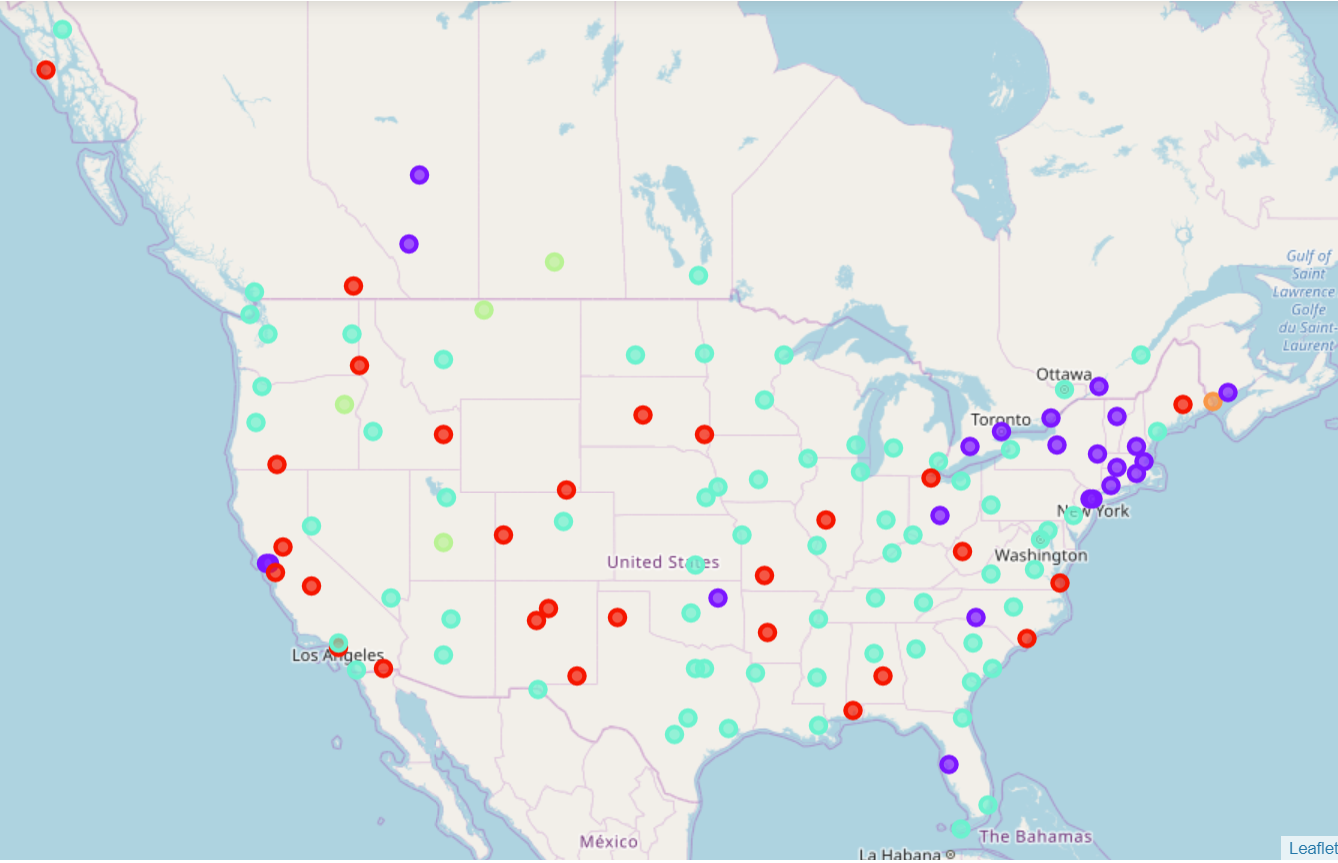 Gulf of
Saint
Lawrence
Golfe
du Saint-
Laurent
Ottawa
Toronto
New York
Washington
United States
Los Angeles
México
The Bahamas
La Habana
Leaflet